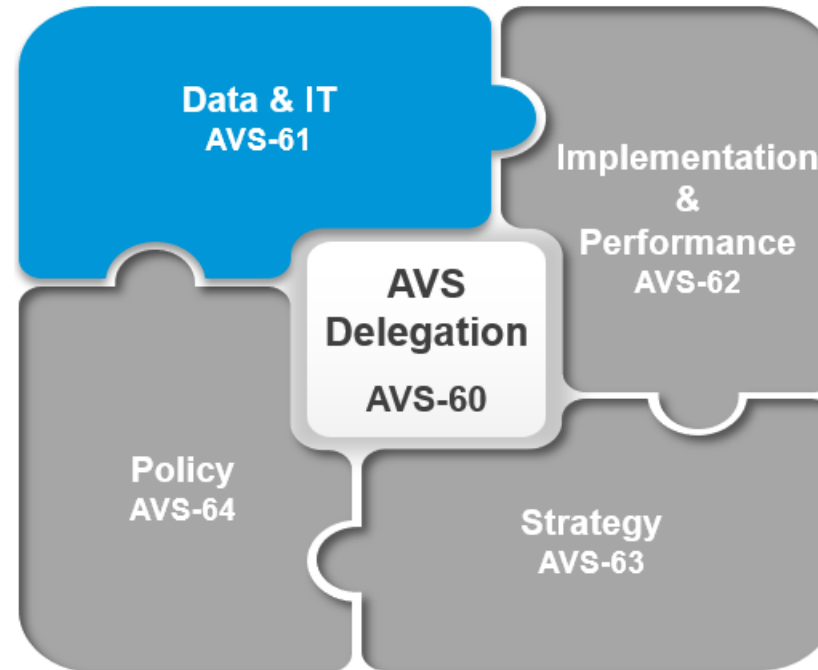 Data & IT
AVS-61
Implementation
&
Performance
AVS-62
AVS
Delegation
AVS-60
Policy
AVS-64
Strategy
AVS-63